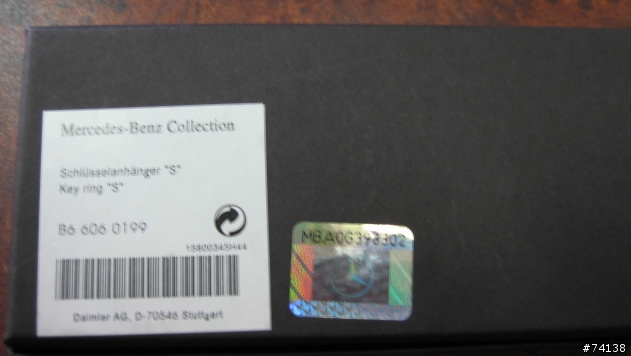 Mercedes-Benz Collection
Schlüsselanhänger "S"
Key ring "S"
B6 606 0199
Daimler AG, D-70546 Stuttgart
#74138